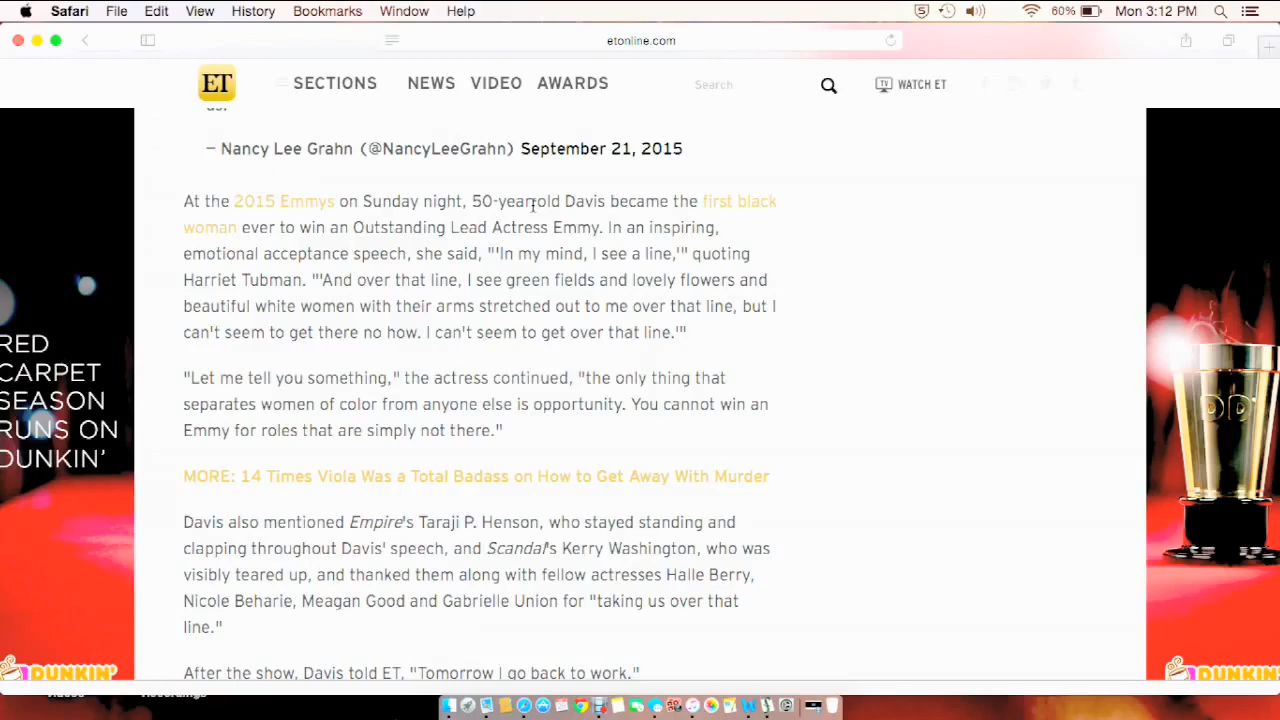 Safari File Edit View History Bookmarks Window Help 5 60% Mon 3:12 PM
etonline.com
ET SECTIONS NEWS VIDEO AWARDS Search TV WATCH ET
us.
— Nancy Lee Grahn (@NancyLeeGrahn) September 21, 2015
At the 2015 Emmys on Sunday night, 50-year-old Davis became the first black
woman ever to win an Outstanding Lead Actress Emmy. In an inspiring,
emotional acceptance speech, she said, "'In my mind, I see a line,'" quoting
Harriet Tubman. "'And over that line, I see green fields and lovely flowers and
beautiful white women with their arms stretched out to me over that line, but I
can't seem to get there no how. I can't seem to get over that line.'"
"Let me tell you something," the actress continued, "the only thing that
separates women of color from anyone else is opportunity. You cannot win an
Emmy for roles that are simply not there."
MORE: 14 Times Viola Was a Total Badass on How to Get Away With Murder
Davis also mentioned Empire's Taraji P. Henson, who stayed standing and
clapping throughout Davis' speech, and Scandal's Kerry Washington, who was
visibly teared up, and thanked them along with fellow actresses Halle Berry,
Nicole Beharie, Meagan Good and Gabrielle Union for "taking us over that
line."
After the show, Davis told ET, "Tomorrow I go back to work."
RED
CARPET
SEASON
RUNS ON
DUNKIN'
DUNKIN'
DD
DUNKIN'